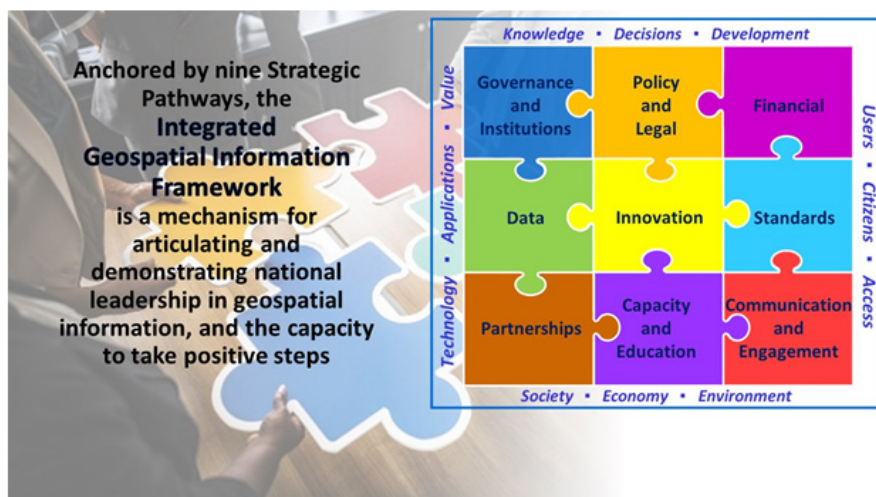 Anchored by nine Strategic
Pathways, the
Integrated
Geospatial Information
Framework
is a mechanism for
articulating and
demonstrating national
leadership in geospatial
information, and the capacity
to take positive steps
Knowledge ▪ Decisions ▪ Development
Technology ▪ Applications ▪ Value
Governance
and
Institutions
Policy
and
Legal
Financial
Data
Innovation
Standards
Partnerships
Capacity
and
Education
Communication
and
Engagement
Users ▪ Citizens ▪ Access
Society ▪ Economy ▪ Environment